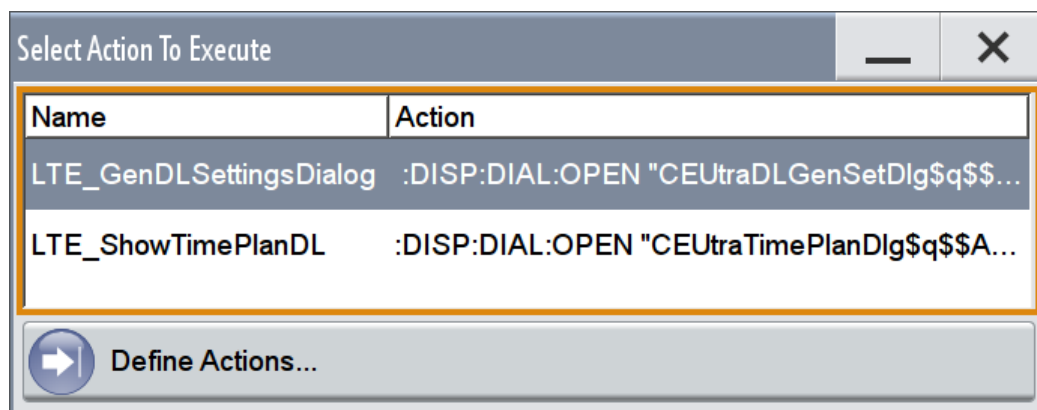 Select Action To Execute
Name Action
LTE_GenDLSettingsDialog :DISP:DIAL:OPEN "CEUtraDLGenSetDlg$q$$...
LTE_ShowTimePlanDL :DISP:DIAL:OPEN "CEUtraTimePlanDlg$q$$A...
Define Actions...